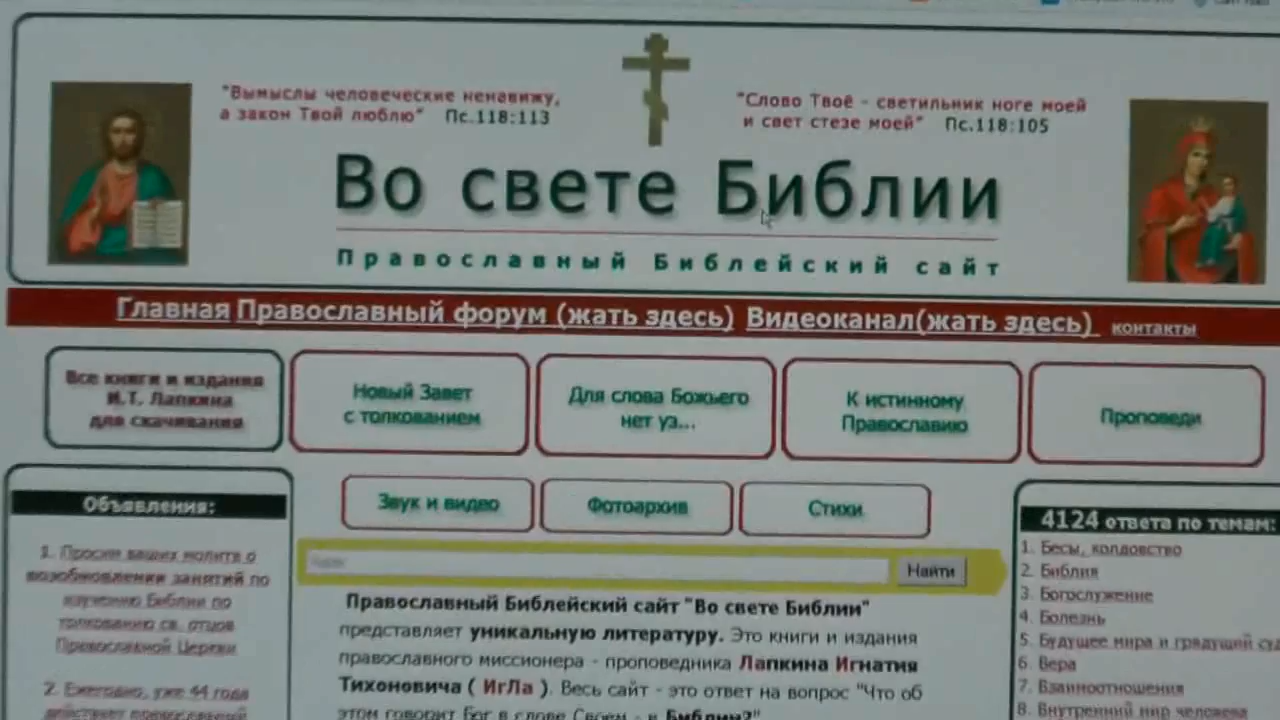 "Вымыслы человеческие ненавижу,
а закон Твой люблю" Пс.118:113
"Слово Твоё - светильник ноге моей
и свет стезе моей" Пс.118:105
Во свете Библии
Православный Библейский сайт
Главная Православный форум (жать здесь) Видеоканал(жать здесь) контакты
Все книги и издания
И.Т. Лапкина
для скачивания
Новый Завет
с толкованием
Для слова Божьего
нет уз...
К истинному
Православию
Проповеди
Звук и видео
Фотоархив
Стихи
Объявления:
1. Просим ваших молитв о
возобновлении занятий по
изучению Библии по
толкованию св. отцов
Православной Церкви
2. Ежегодно, уже 44 года
действует православный
Найти
Православный Библейский сайт "Во свете Библии"
представляет уникальную литературу. Это книги и издания
православного миссионера - проповедника Лапкина Игнатия
Тихоновича ( ИгЛа ). Весь сайт - это ответ на вопрос "Что об
этом говорит Бог в слове Своем - в Библии?"
4124 ответа по темам:
1. Бесы, колдовство
2. Библия
3. Богослужение
4. Болезнь
5. Будущее мира и грядущий суд
6. Вера
7. Взаимоотношения
8. Внутренний мир человека